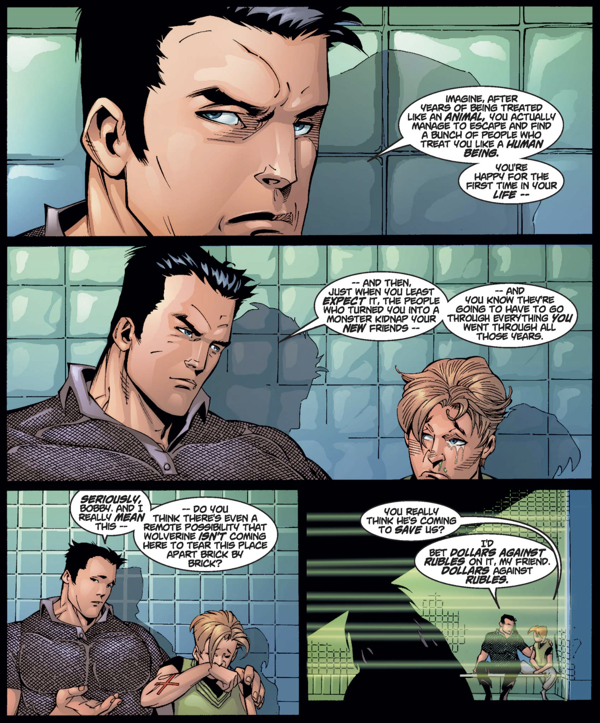 IMAGINE, AFTER
YEARS OF BEING TREATED
LIKE AN ANIMAL, YOU ACTUALLY
MANAGE TO ESCAPE AND FIND
A BUNCH OF PEOPLE WHO
TREAT YOU LIKE A HUMAN
BEING.
YOU'RE
HAPPY FOR THE
FIRST TIME IN YOUR
LIFE --
-- AND THEN,
JUST WHEN YOU LEAST
EXPECT IT, THE PEOPLE
WHO TURNED YOU INTO A
MONSTER KIDNAP YOUR
NEW FRIENDS --
-- AND
YOU KNOW THEY'RE
GOING TO HAVE TO GO
THROUGH EVERYTHING YOU
WENT THROUGH ALL
THOSE YEARS.
SERIOUSLY,
BOBBY. AND I
REALLY MEAN
THIS --
-- DO YOU
THINK THERE'S EVEN A
REMOTE POSSIBILITY THAT
WOLVERINE ISN'T COMING
HERE TO TEAR THIS PLACE
APART BRICK BY
BRICK?
YOU REALLY
THINK HE'S COMING
TO SAVE US?
I'D
BET DOLLARS AGAINST
RUBLES ON IT, MY FRIEND.
DOLLARS AGAINST
RUBLES.